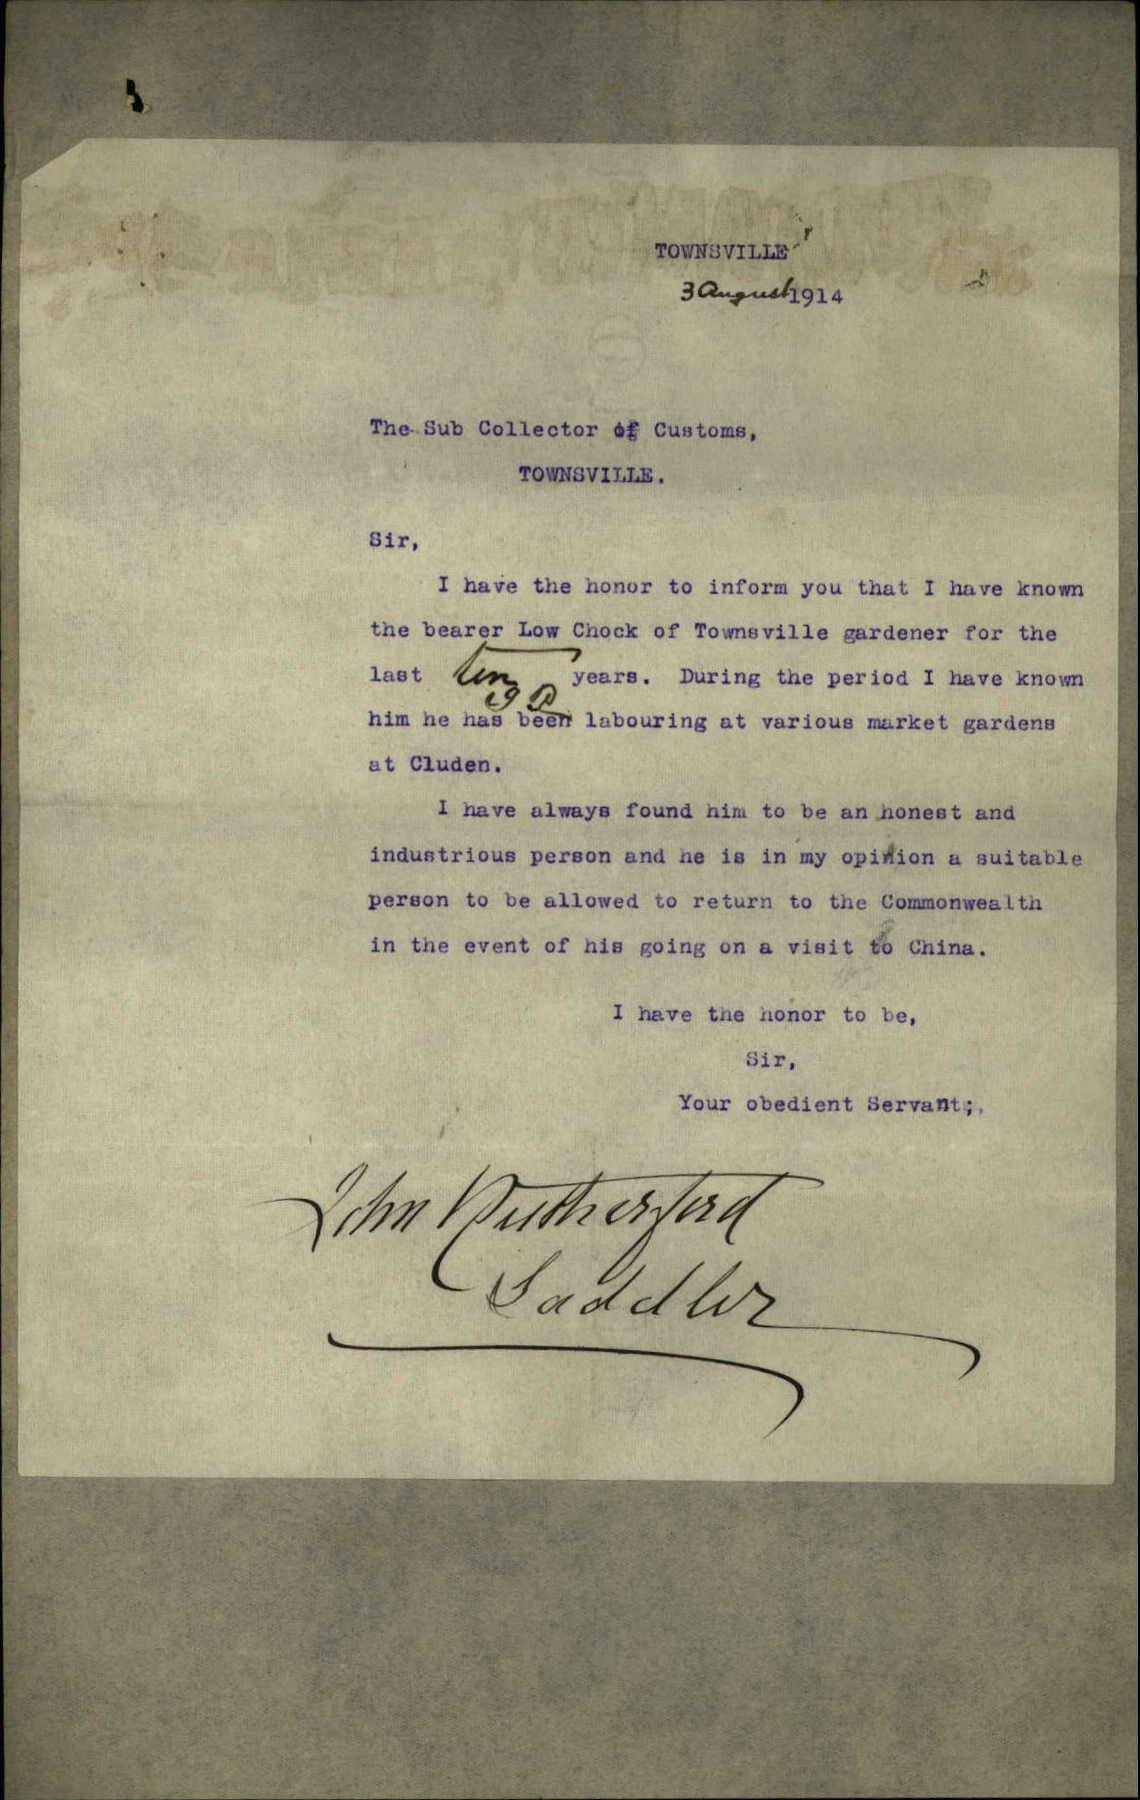 TOWNSVILLE
3 August 1914
The Sub Collector of Customs,
TOWNSVILLE.
Sir,
I have the honor to inform you that I have known
the bearer Low Chock of Townsville gardener for the
last ten years. During the period I have known
him he has been labouring at various market gardens
at Cluden.
I have always found him to be an honest and
industrious person and he is in my opinion a suitable
person to be allowed to return to the Commonwealth
in the event of his going on a visit to China.
I have the honor to be,
Sir,
Your obedient Servant;,
John Rutherford
Saddler